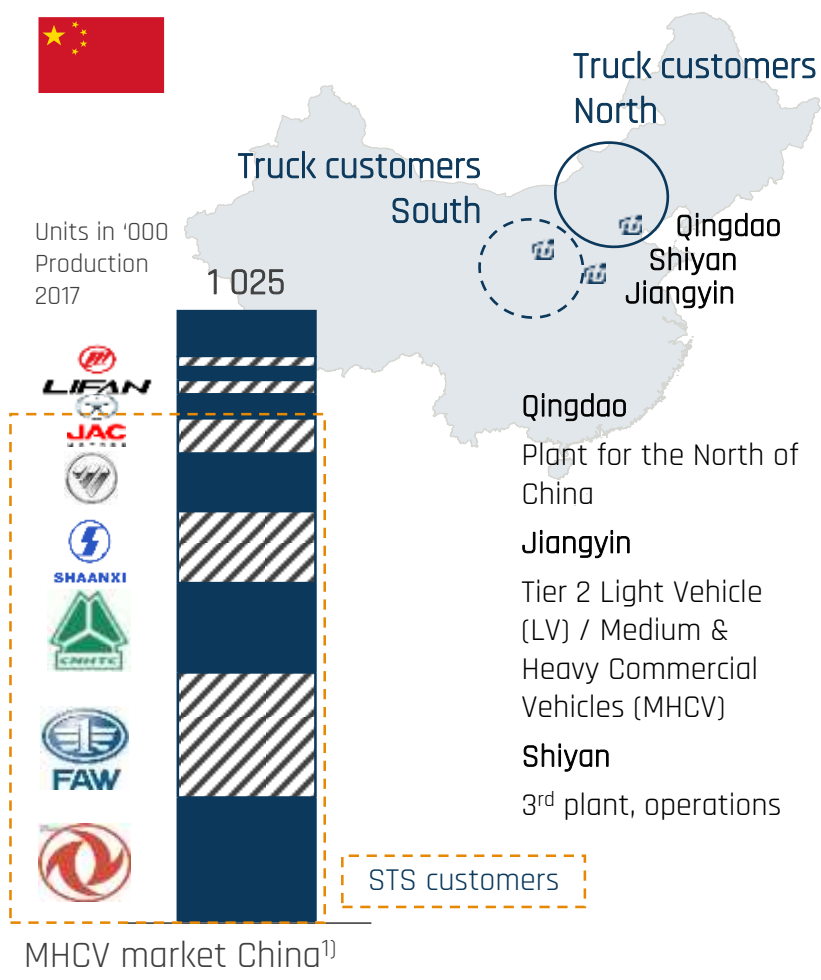 Truck customers
North
Truck customers
South
Units in ‘000
Production
2017
1 025
Qingdao
Shiyan
Jiangyin
LIFAN
JAC
SHAANXI
CNHTC
FAW
Qingdao
Plant for the North of
China
Jiangyin
Tier 2 Light Vehicle
(LV) / Medium &
Heavy Commercial
Vehicles (MHCV)
Shiyan
3rd plant, operations
STS customers
MHCV market China1)